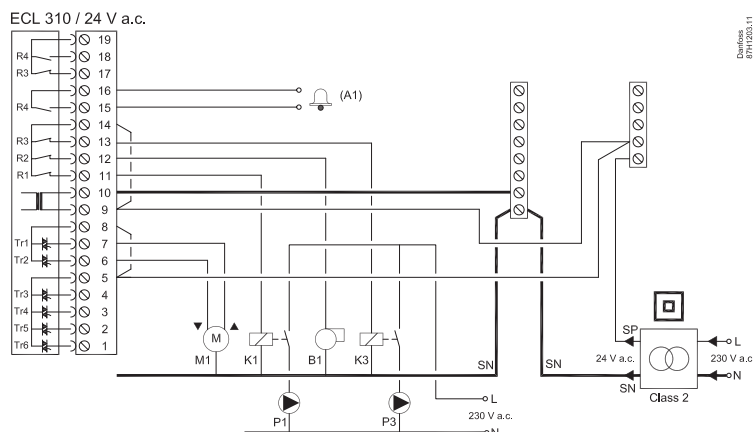 ECL 310 / 24 V a.c.
Danfoss
87H1203.11
19
R4 18
R3 17
16
(A1)
R4 15
14
R3 13
R2 12
R1 11
10
9
8
Tr1 7
Tr2 6
5
Tr3 4
Tr4 3
Tr5 2
Tr6 1
M
M1 K1 B1 K3
SN SN
SP
L
24 V a.c. 230 V a.c.
SN N
Class 2
L
P1 P3 230 V a.c.
N